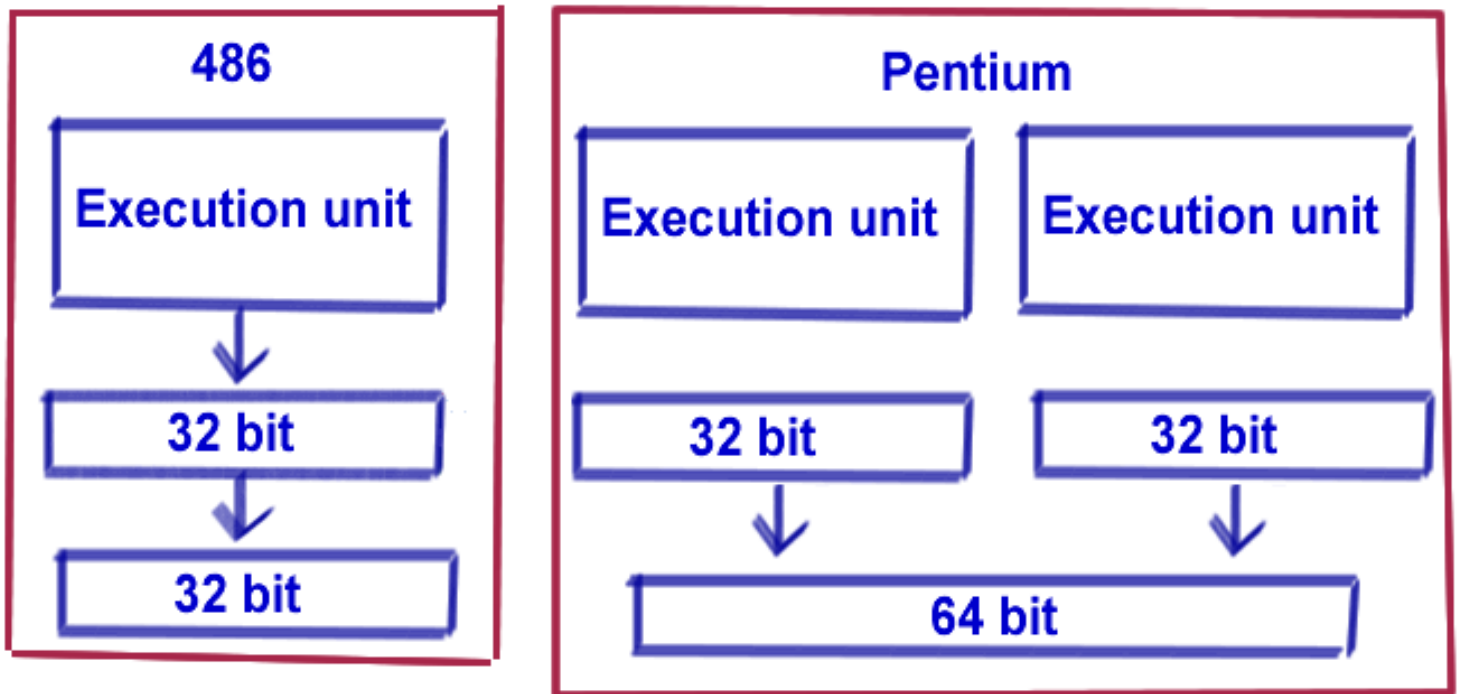 486
Execution unit
32 bit
32 bit
Pentium
Execution unit
Execution unit
32 bit
32 bit
64 bit